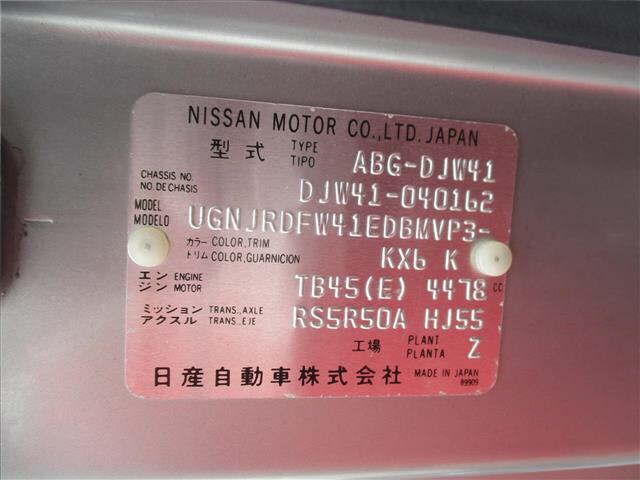 NISSAN MOTOR CO.,LTD. JAPAN
型式 TYPE TIPO ABG-DJW41
CHASSIS NO. NO.DE CHASIS DJW41-040162
MODEL MODELO UGNJRDFW41EDBMVP3-
カラー COLOR,TRIM
トリム COLOR,GUARNICION KX6 K
エンジン ENGINE MOTOR TB45(E) 4478 CC
ミッション TRANS.,AXLE
アクスル TRANS.,EJE RS5R50A HJ55
工場 PLANT PLANTA Z
日産自動車株式会社 MADE IN JAPAN
89909